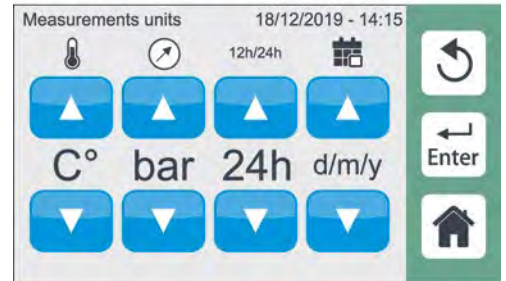 Measurements units 18/12/2019 - 14:15
12h/24h
C° bar 24h d/m/y
Enter